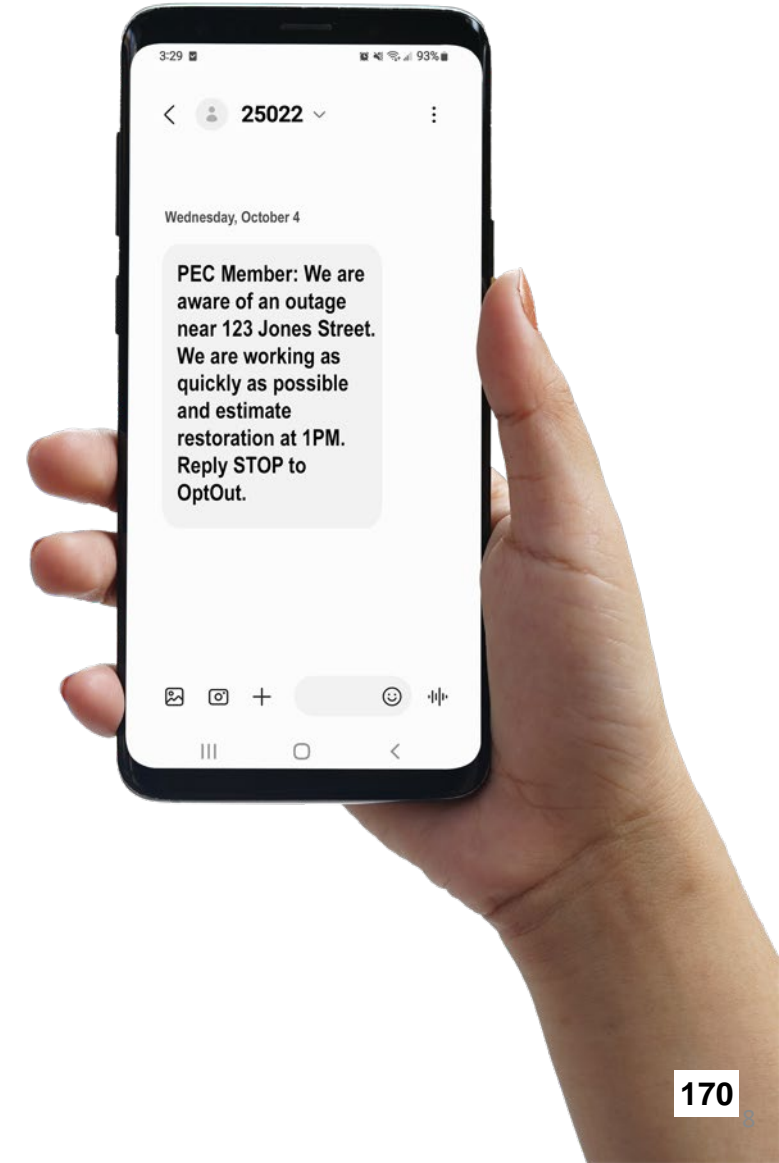 3:29 93%
25022
Wednesday, October 4
PEC Member: We are
aware of an outage
near 123 Jones Street.
We are working as
quickly as possible
and estimate
restoration at 1PM.
Reply STOP to
OptOut.
170
8